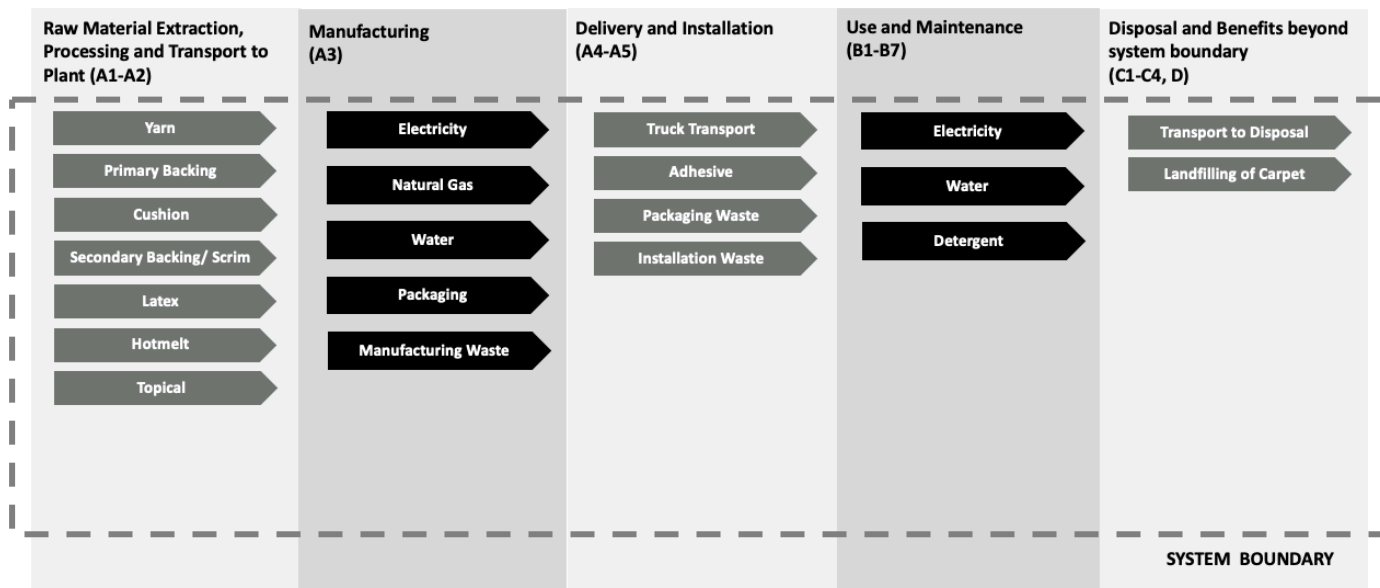 Raw Material Extraction,
Processing and Transport to
Plant (A1-A2)
Yarn
Primary Backing
Cushion
Secondary Backing/ Scrim
Latex
Hotmelt
Topical
Manufacturing
(A3)
Electricity
Natural Gas
Water
Packaging
Manufacturing Waste
Delivery and Installation
(A4-A5)
Truck Transport
Adhesive
Packaging Waste
Installation Waste
Use and Maintenance
(B1-B7)
Electricity
Water
Detergent
Disposal and Benefits beyond
system boundary
(C1-C4, D)
Transport to Disposal
Landfilling of Carpet
SYSTEM BOUNDARY